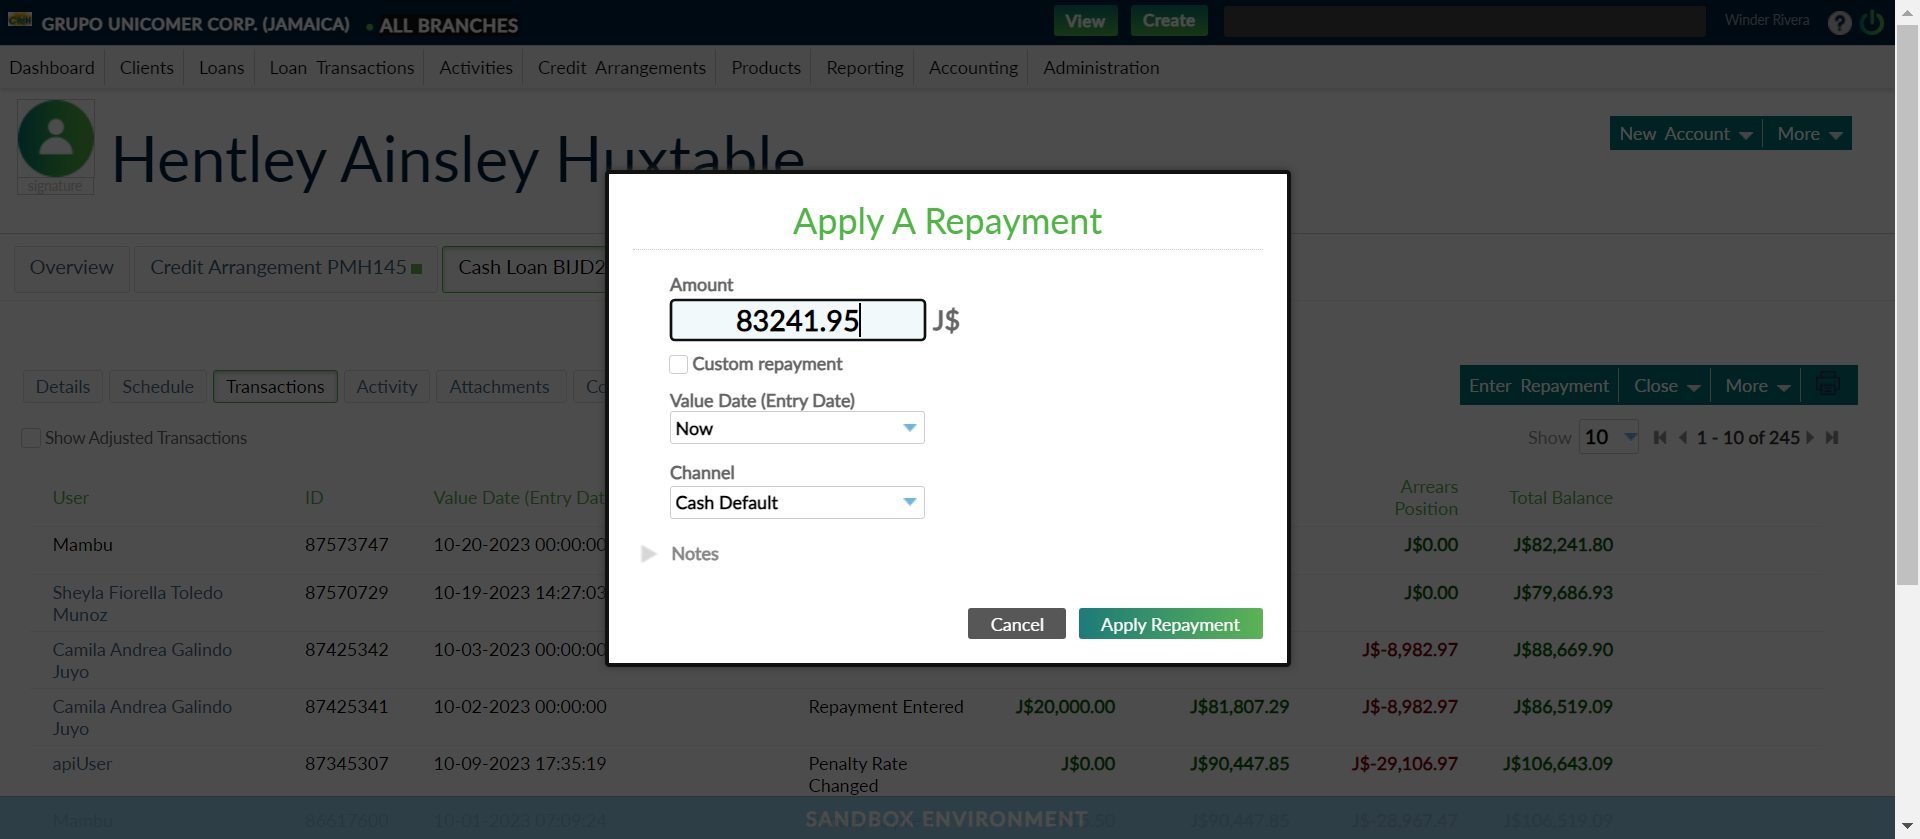 GRUPO UNICOMER CORP. (JAMAICA) ALL BRANCHES View Create Winder Rivera ?
Dashboard Clients Loans Loan Transactions Activities Credit Arrangements Products Reporting Accounting Administration
signature
Hentley Ainsley Huxtable
New Account More
Overview Credit Arrangement PMH145 Cash Loan BIJD2
Apply A Repayment
Amount
83241.95 J$
Custom repayment
Value Date (Entry Date)
Now
Channel
Cash Default
Notes
Cancel Apply Repayment
Details Schedule Transactions Activity Attachments Co
Enter Repayment Close More
Show Adjusted Transactions
Show 10 1 - 10 of 245
User ID Value Date (Entry Dat Arrears Position Total Balance
Mambu 87573747 10-20-2023 00:00:00 J$0.00 J$82,241.80
Sheyla Fiorella Toledo 87570729 10-19-2023 14:27:03 J$0.00 J$79,686.93
Munoz
Camila Andrea Galindo 87425342 10-03-2023 00:00:00 J$-8,982.97 J$88,669.90
Juyo
Camila Andrea Galindo 87425341 10-02-2023 00:00:00 Repayment Entered J$20,000.00 J$81,807.29 J$-8,982.97 J$86,519.09
Juyo
apiUser 87345307 10-09-2023 17:35:19 Penalty Rate J$0.00 J$90,447.85 J$-29,106.97 J$106,643.09
Changed
Mambu 86617600 10-01-2023 07:09:24 J$90,447.85 J$-28,967.47 J$106,519.09
SANDBOX ENVIRONMENT